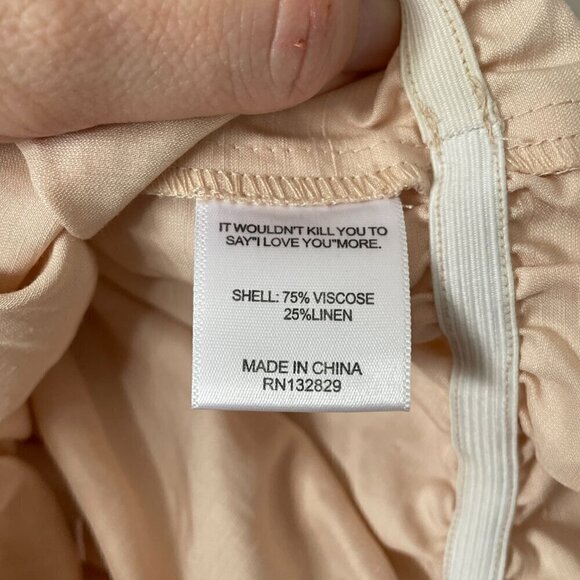 IT WOULDN'T KILL YOU TO
SAY"I LOVE YOU"MORE.
SHELL: 75% VISCOSE
25%LINEN
MADE IN CHINA
RN132829